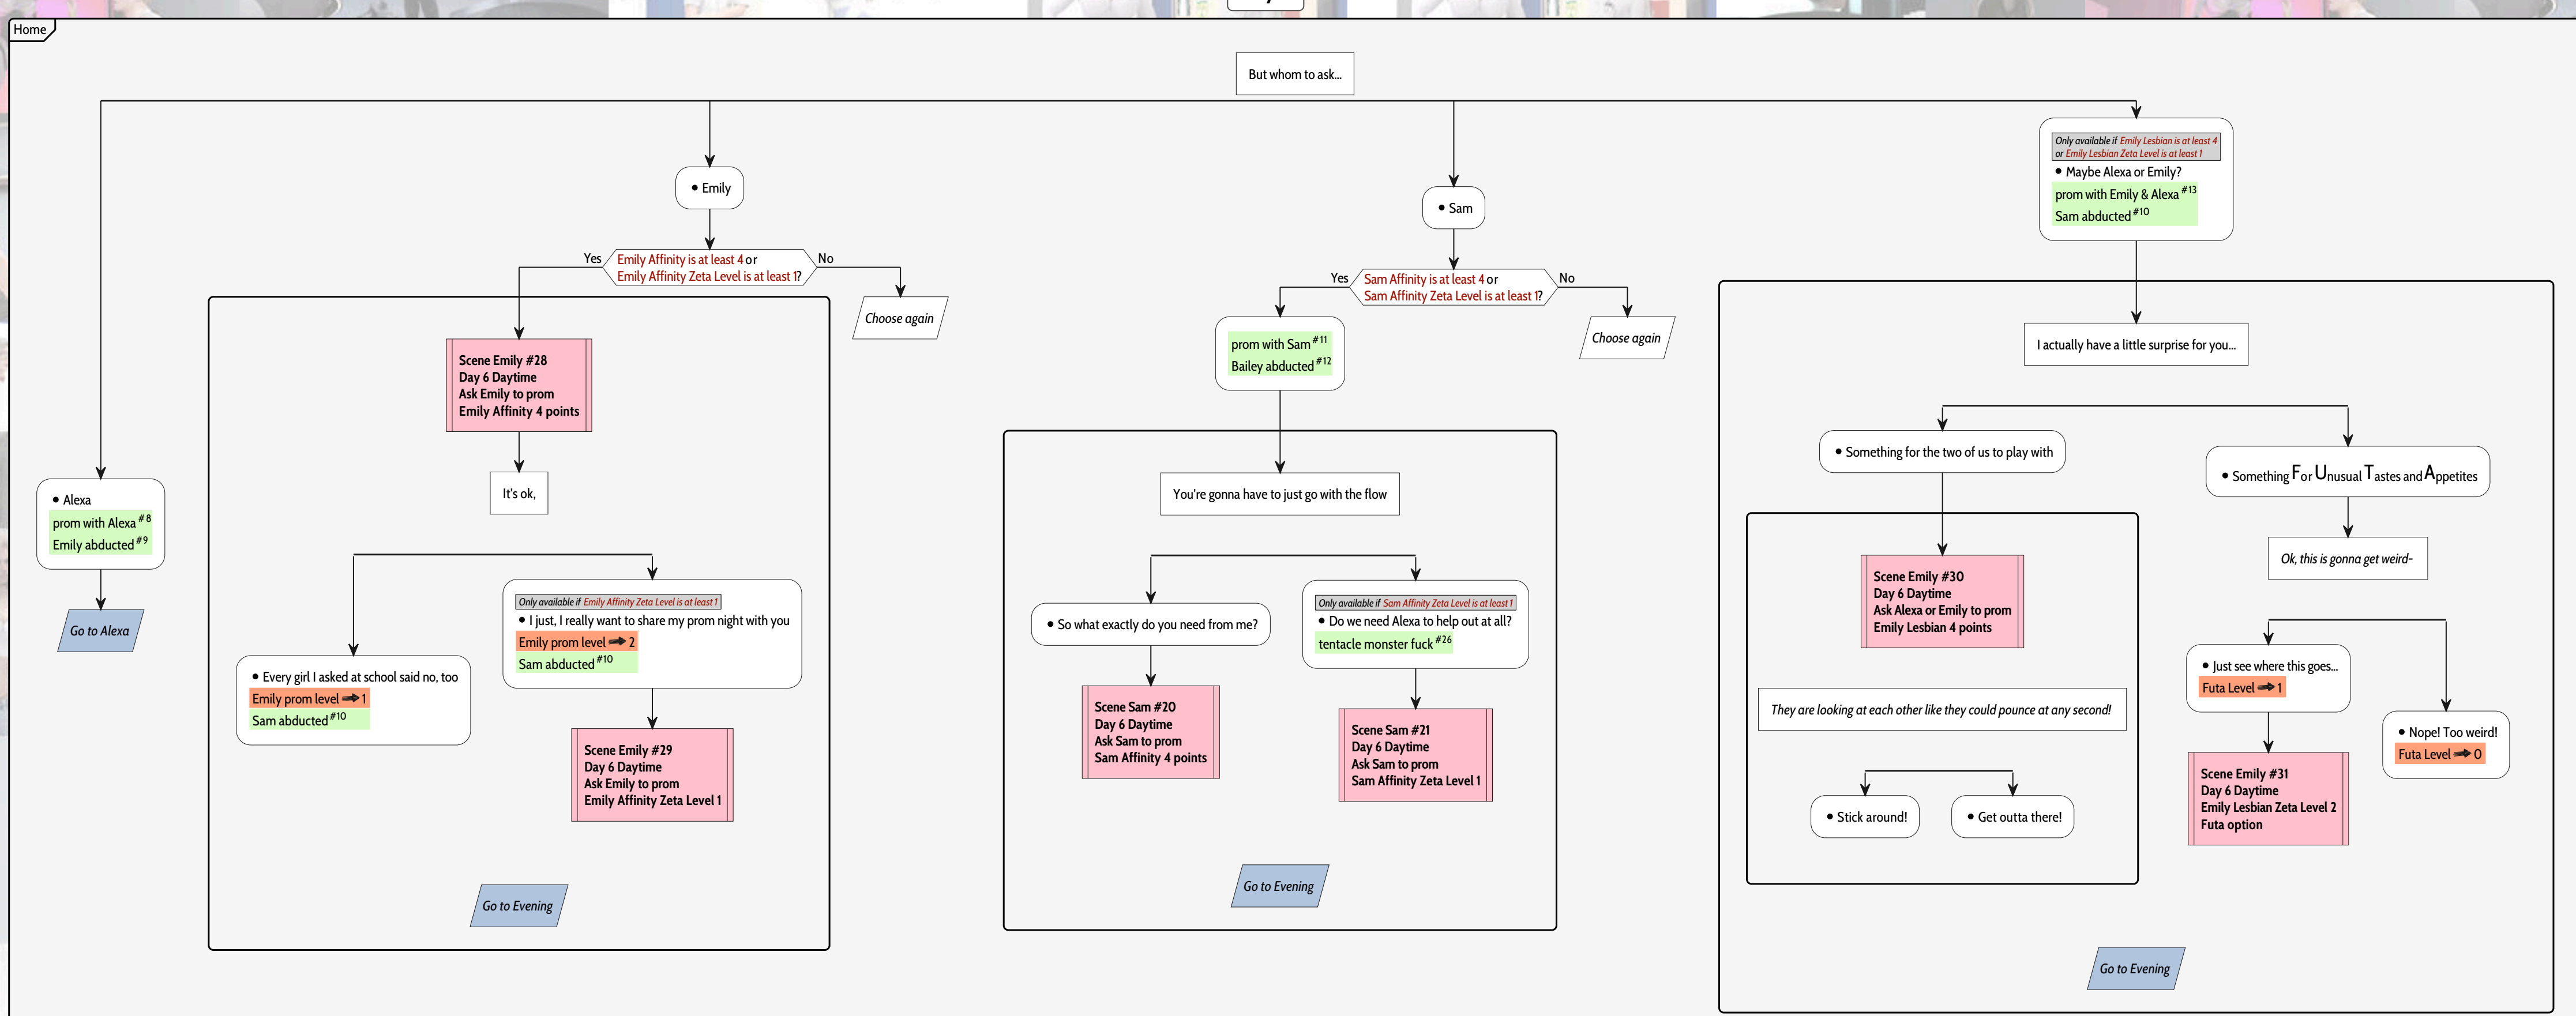 Home
But whom to ask...
Only available if Emily Lesbian is at least 4
or Emily Lesbian Zeta Level is at least 1
• Maybe Alexa or Emily?
prom with Emily & Alexa #13
Sam abducted #10
• Emily
• Sam
Yes
Emily Affinity is at least 4 or
Emily Affinity Zeta Level is at least 1?
No
Choose again
Yes
Sam Affinity is at least 4 or
Sam Affinity Zeta Level is at least 1?
No
Choose again
• Alexa
prom with Alexa #8
Emily abducted #9
Go to Alexa
Scene Emily #28
Day 6 Daytime
Ask Emily to prom
Emily Affinity 4 points
It's ok,
• Every girl I asked at school said no, too
Emily prom level ➡ 1
Sam abducted #10
Only available if Emily Affinity Zeta Level is at least 1
• I just, I really want to share my prom night with you
Emily prom level ➡ 2
Sam abducted #10
Scene Emily #29
Day 6 Daytime
Ask Emily to prom
Emily Affinity Zeta Level 1
Go to Evening
prom with Sam #11
Bailey abducted #12
You're gonna have to just go with the flow
• So what exactly do you need from me?
Scene Sam #20
Day 6 Daytime
Ask Sam to prom
Sam Affinity 4 points
Only available if Sam Affinity Zeta Level is at least 1
• Do we need Alexa to help out at all?
tentacle monster fuck #26
Scene Sam #21
Day 6 Daytime
Ask Sam to prom
Sam Affinity Zeta Level 1
Go to Evening
I actually have a little surprise for you...
• Something for the two of us to play with
Scene Emily #30
Day 6 Daytime
Ask Alexa or Emily to prom
Emily Lesbian 4 points
They are looking at each other like they could pounce at any second!
• Stick around!
• Get outta there!
• Something For Unusual Tastes and Appetites
Ok, this is gonna get weird-
• Just see where this goes...
Futa Level ➡ 1
Scene Emily #31
Day 6 Daytime
Emily Lesbian Zeta Level 2
Futa option
• Nope! Too weird!
Futa Level ➡ 0
Go to Evening